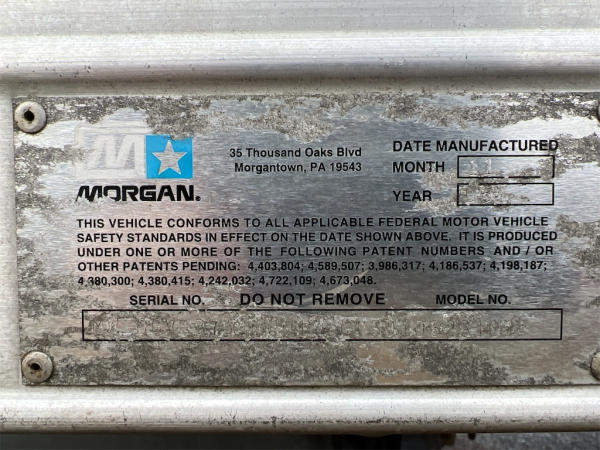 M
MORGAN.
35 Thousand Oaks Blvd
Morgantown, PA 19543
DATE MANUFACTURED
MONTH
YEAR
THIS VEHICLE CONFORMS TO ALL APPLICABLE FEDERAL MOTOR VEHICLE
SAFETY STANDARDS IN EFFECT ON THE DATE SHOWN ABOVE. IT IS PRODUCED
UNDER ONE OR MORE OF THE FOLLOWING PATENT NUMBERS AND / OR
OTHER PATENTS PENDING: 4,403,804; 4,589,507; 3,986,317; 4,186,537; 4,198,187;
4,380,300; 4,380,415; 4,242,032; 4,722,109; 4,673,048.
SERIAL NO. DO NOT REMOVE MODEL NO.